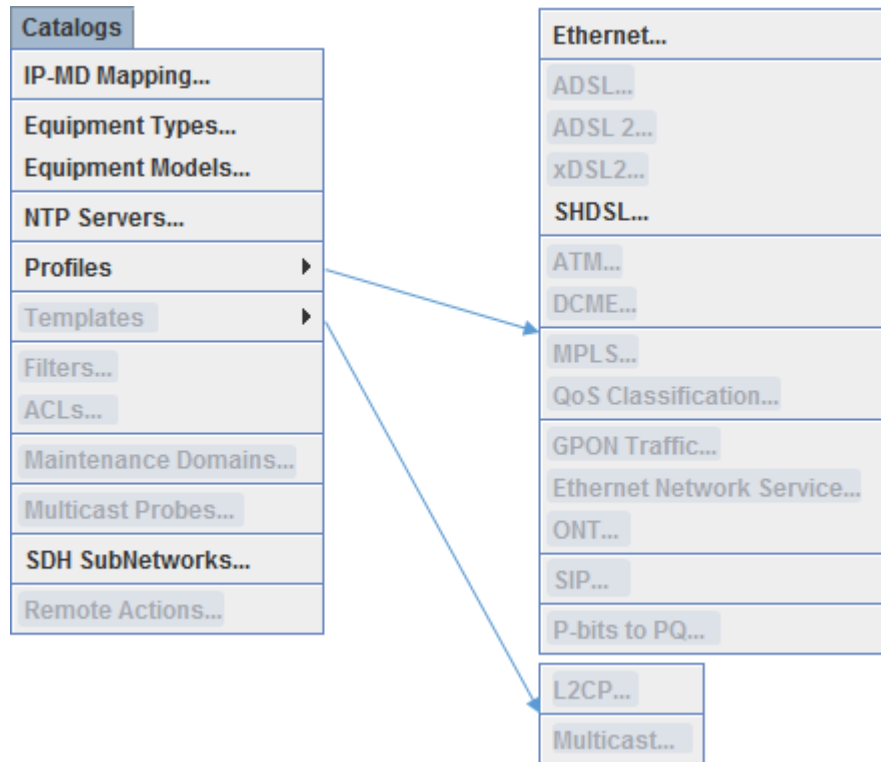 Catalogs
IP-MD Mapping...
Equipment Types...
Equipment Models...
NTP Servers...
Profiles
Templates
Filters...
ACLs...
Maintenance Domains...
Multicast Probes...
SDH SubNetworks...
Remote Actions...
Ethernet...
ADSL...
ADSL 2...
xDSL2...
SHDSL...
ATM...
DCME...
MPLS...
QoS Classification...
GPON Traffic...
Ethernet Network Service...
ONT...
SIP...
P-bits to PQ...
L2CP...
Multicast...